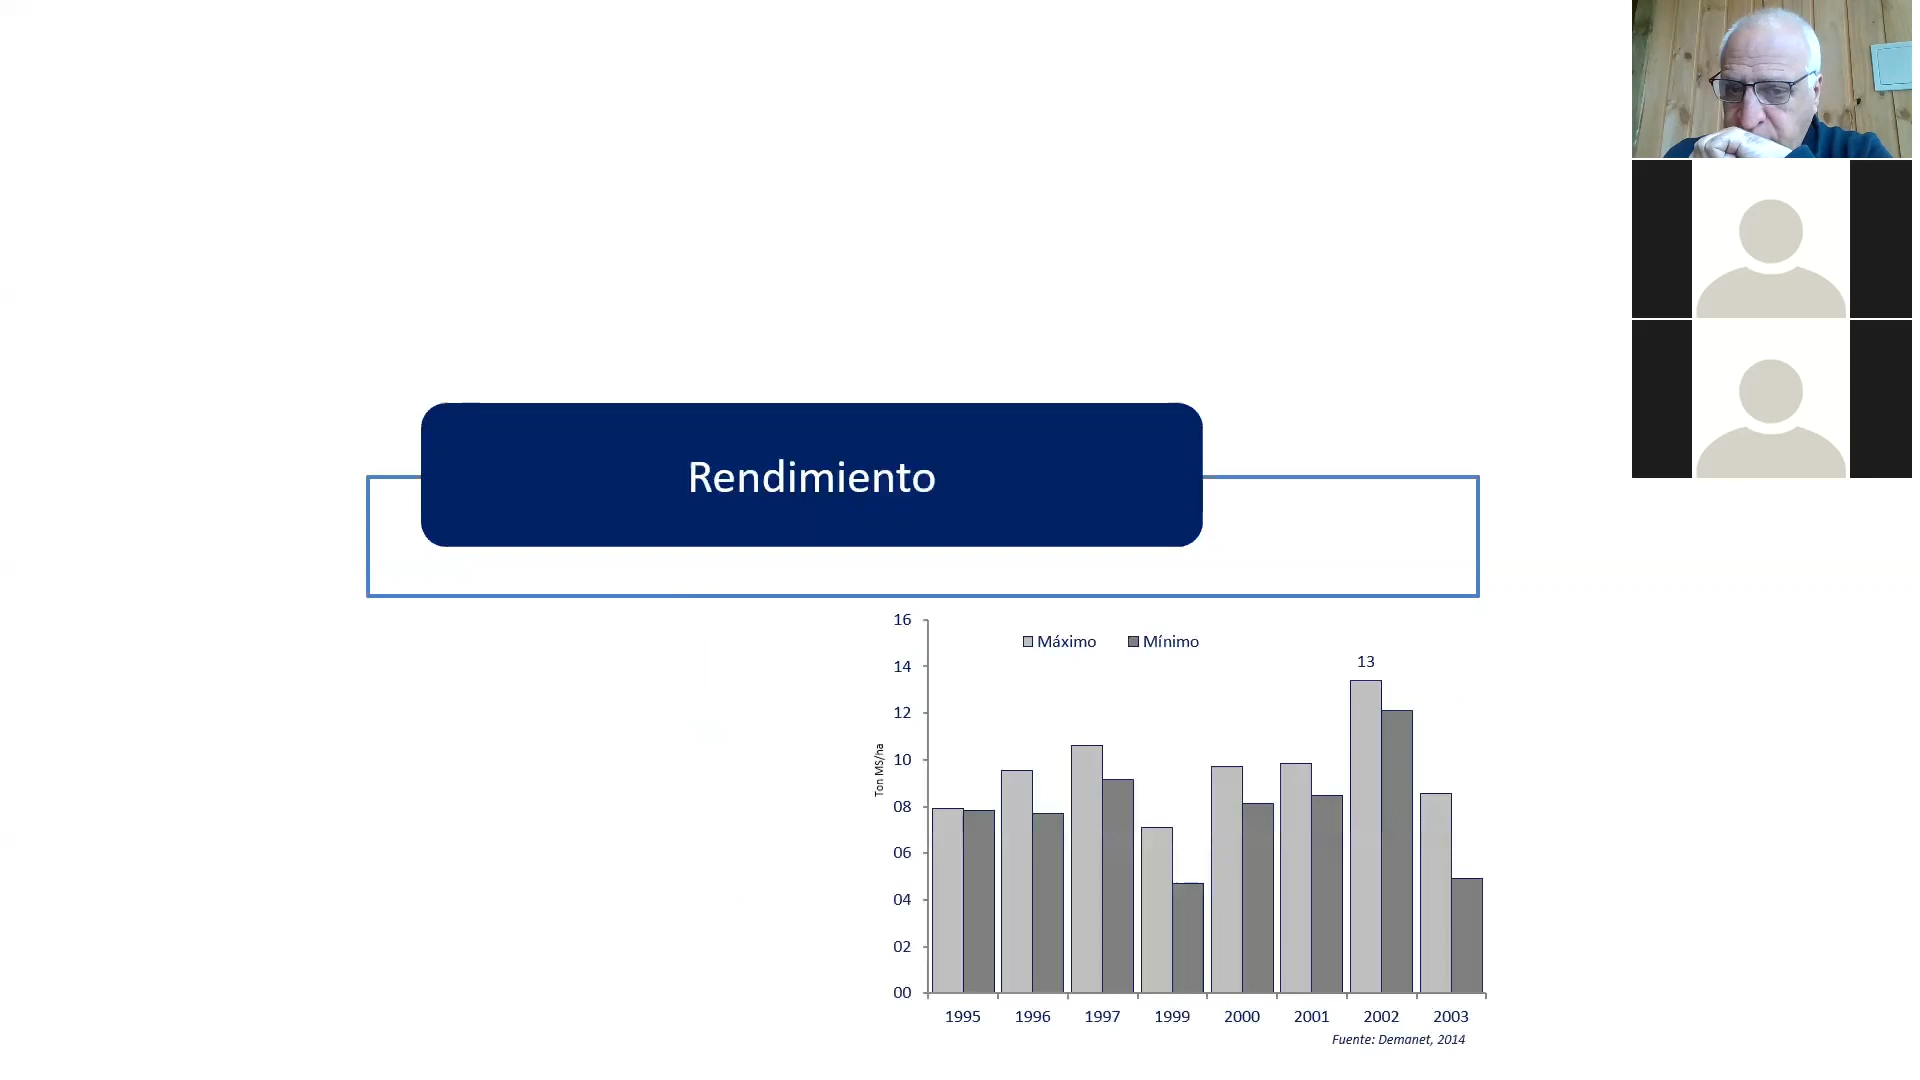 Rendimiento
16
14
12
10
08
06
04
02
00
Ton MS/ha
Máximo Mínimo
13
1995 1996 1997 1999 2000 2001 2002 2003
Fuente: Demanet, 2014